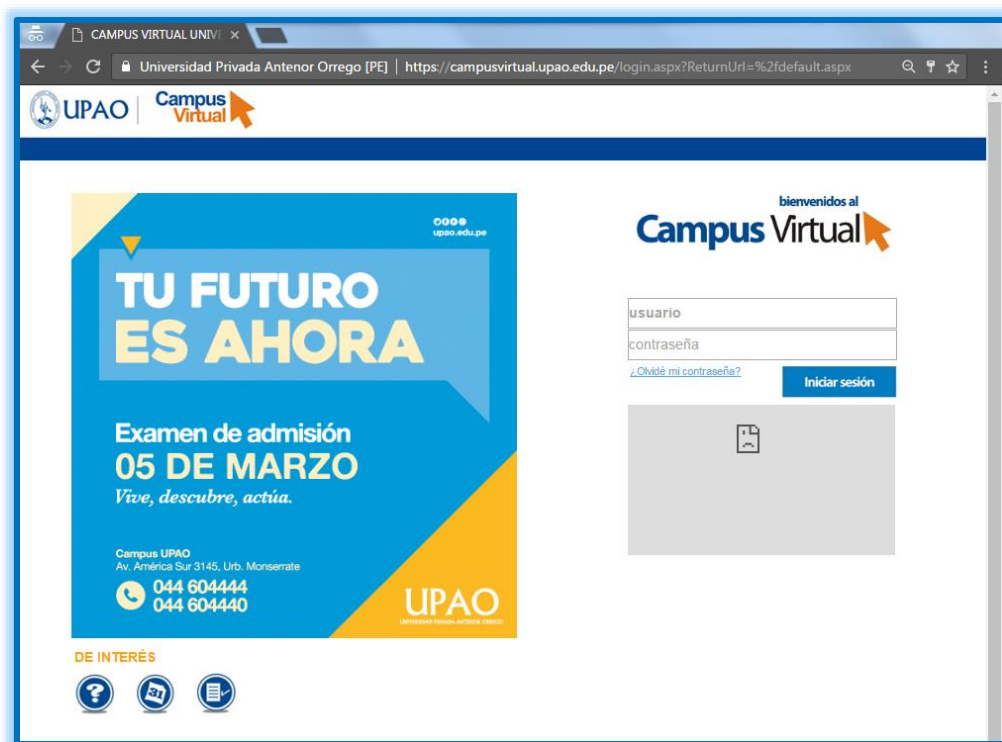 CAMPUS VIRTUAL UNIVE
Universidad Privada Antenor Orrego [PE] | https://campusvirtual.upao.edu.pe/login.aspx?ReturnUrl=%2fdefault.aspx
UPAO
Campus
Virtual
upao.edu.pe
TU FUTURO
ES AHORA
Examen de admisión
05 DE MARZO
Vive, descubre, actúa.
Campus UPAO
Av. América Sur 3145, Urb. Monserrate
044 604444
044 604440
UPAO
UNIVERSIDAD PRIVADA ANTENOR ORREGO
bienvenidos al
Campus Virtual
usuario
contraseña
¿Olvidé mi contraseña?
Iniciar sesión
DE INTERÉS
?
31